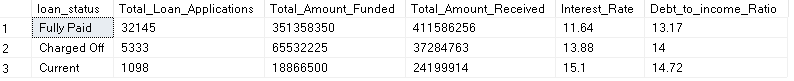 loan_status Total_Loan_Applications Total_Amount_Funded Total_Amount_Received Interest_Rate Debt_to_income_Ratio
1 Fully Paid 32145 351358350 411586256 11.64 13.17
2 Charged Off 5333 65532225 37284763 13.88 14
3 Current 1098 18866500 24199914 15.1 14.72